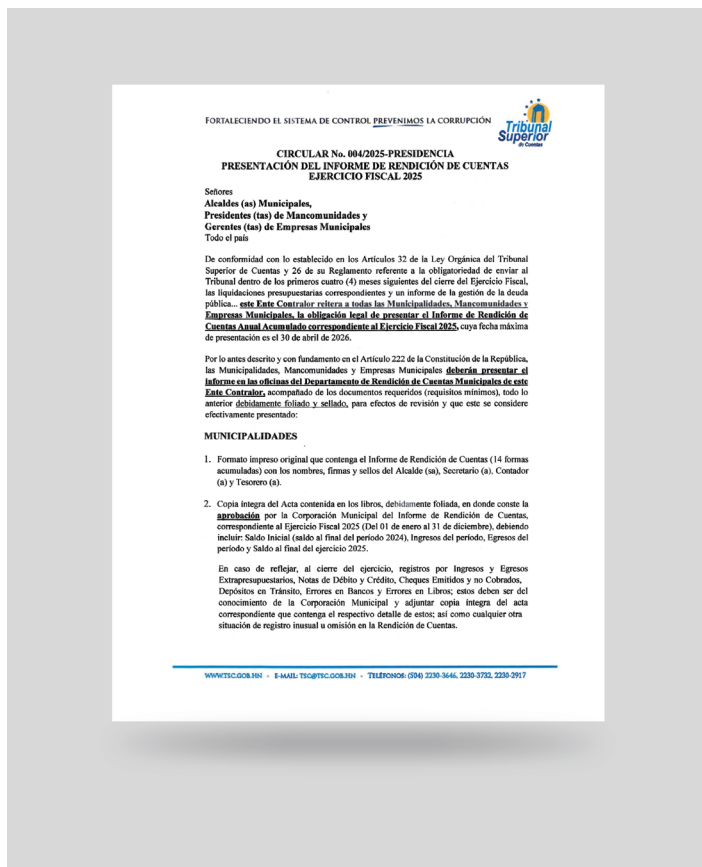 FORTALECIENDO EL SISTEMA DE CONTROL PREVENIMOS LA CORRUPCIÓN
Tribunal
Superior
de Cuentas
CIRCULAR No. 004/2025-PRESIDENCIA
PRESENTACIÓN DEL INFORME DE RENDICIÓN DE CUENTAS
EJERCICIO FISCAL 2025
Señores
Alcaldes (as) Municipales,
Presidentes (tas) de Mancomunidades y
Gerentes (tas) de Empresas Municipales
Todo el país
De conformidad con lo establecido en los Artículos 32 de la Ley Orgánica del Tribunal
Superior de Cuentas y 26 de su Reglamento referente a la obligatoriedad de enviar al
Tribunal dentro de los primeros cuatro (4) meses siguientes del cierre del Ejercicio Fiscal,
las liquidaciones presupuestarias correspondientes y un informe de la gestión de la deuda
pública... este Ente Contralor reitera a todas las Municipalidades, Mancomunidades y
Empresas Municipales, la obligación legal de presentar el Informe de Rendición de
Cuentas Anual Acumulado correspondiente al Ejercicio Fiscal 2025, cuya fecha máxima
de presentación es el 30 de abril de 2026.
Por lo antes descrito y con fundamento en el Artículo 222 de la Constitución de la República,
las Municipalidades, Mancomunidades y Empresas Municipales deberán presentar el
informe en las oficinas del Departamento de Rendición de Cuentas Municipales de este
Ente Contralor, acompañado de los documentos requeridos (requisitos mínimos), todo lo
anterior debidamente foliado y sellado, para efectos de revisión y que este se considere
efectivamente presentado:
MUNICIPALIDADES
1. Formato impreso original que contenga el Informe de Rendición de Cuentas (14 formas
acumuladas) con los nombres, firmas y sellos del Alcalde (sa), Secretario (a), Contador
(a) y Tesorero (a).
2. Copia íntegra del Acta contenida en los libros, debidamente foliada, en donde conste la
aprobación por la Corporación Municipal del Informe de Rendición de Cuentas,
correspondiente al Ejercicio Fiscal 2025 (Del 01 de enero al 31 de diciembre), debiendo
incluir: Saldo Inicial (saldo al final del período 2024), Ingresos del período, Egresos del
período y Saldo al final del ejercicio 2025.
En caso de reflejar, al cierre del ejercicio, registros por Ingresos y Egresos
Extrapresupuestarios, Notas de Débito y Crédito, Cheques Emitidos y no Cobrados,
Depósitos en Tránsito, Errores en Bancos y Errores en Libros; estos deben ser del
conocimiento de la Corporación Municipal y adjuntar copia íntegra del acta
correspondiente que contenga el respectivo detalle de estos; así como cualquier otra
situación de registro inusual u omisión en la Rendición de Cuentas.
WWW.TSC.GOB.HN - E-MAIL: TSC@TSC.GOB.HN - TELÉFONOS: (504) 2230-3646, 2230-3732, 2230-2917